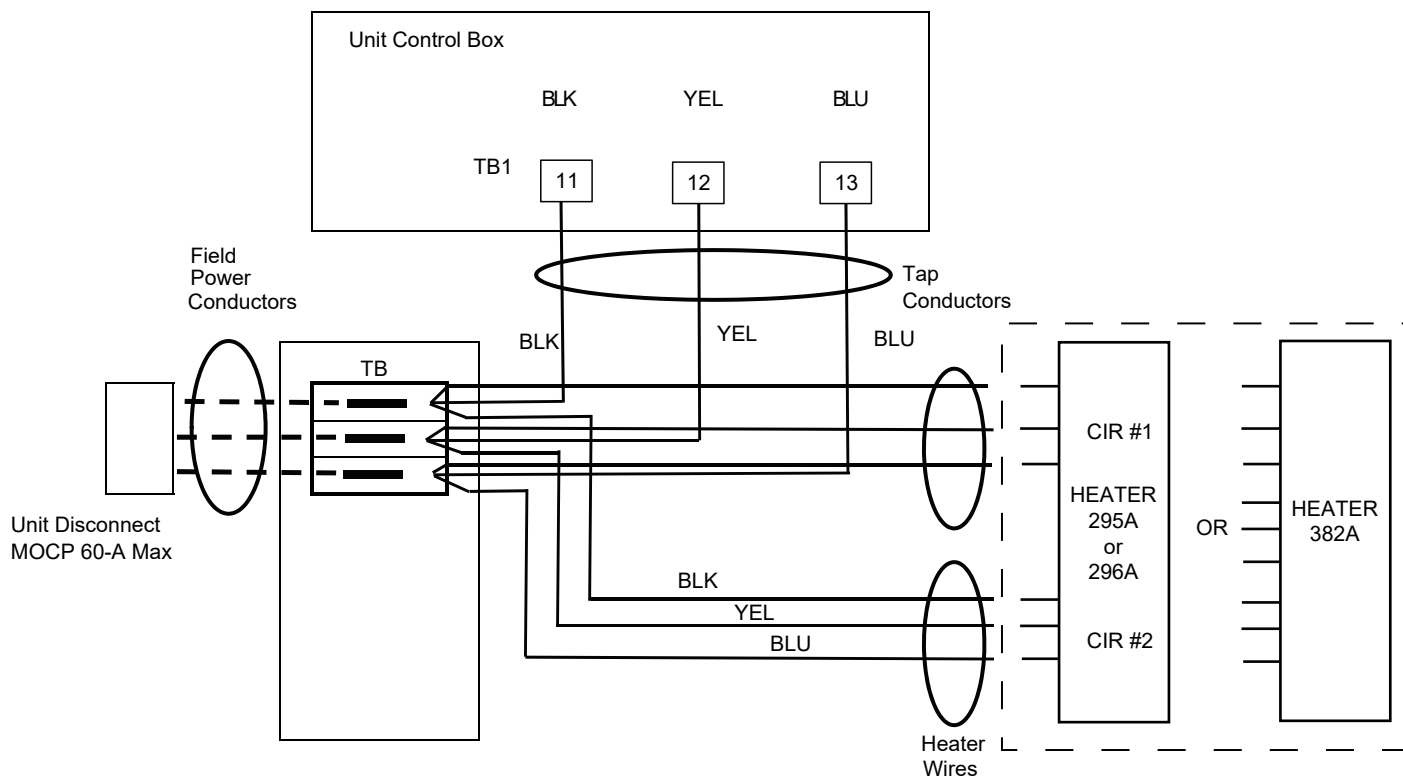 Unit Control Box
BLK YEL BLU
TB1
11 12 13
Field
Power
Conductors
Tap
Conductors
BLK YEL BLU
TB
Unit Disconnect
MOCP 60-A Max
CIR #1
HEATER
295A
or
296A
CIR #2
OR
HEATER
382A
BLK
YEL
BLU
Heater
Wires